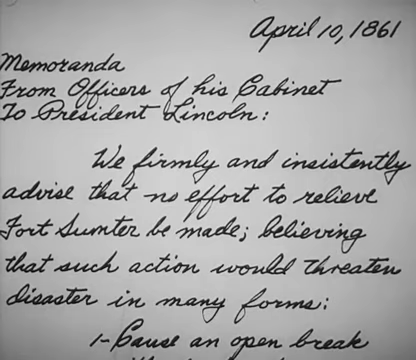 April 10, 1861
Memoranda
From Officers of his Cabinet
To President Lincoln:
We firmly and insistently
advise that no effort to relieve
Fort Sumter be made; believing
that such action would threaten
disaster in many forms:
1-Cause an open break